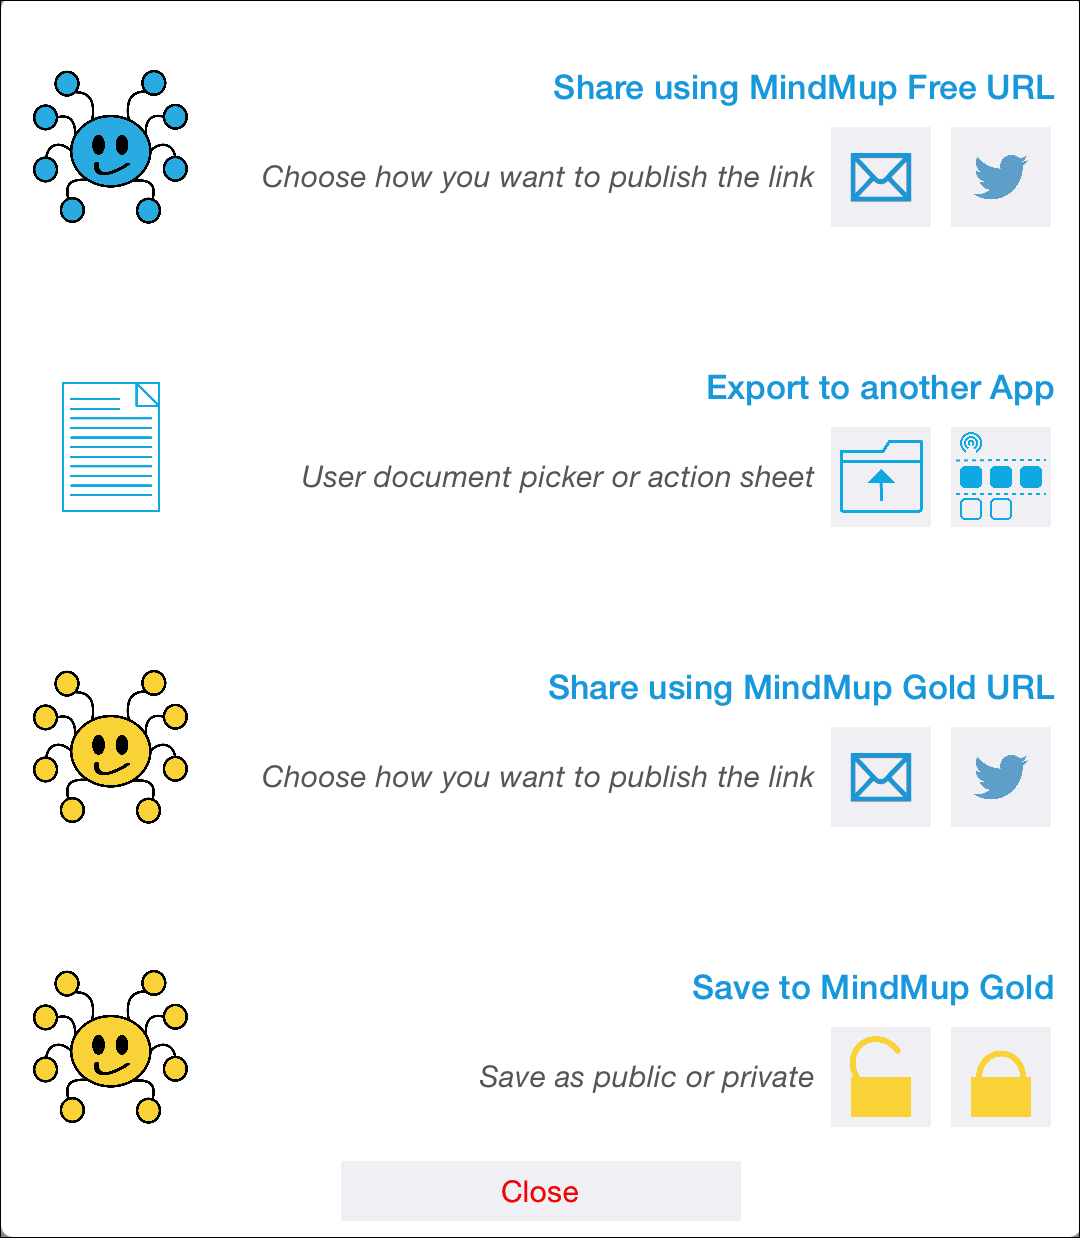 Share using MindMup Free URL
Choose how you want to publish the link
Export to another App
User document picker or action sheet
Share using MindMup Gold URL
Choose how you want to publish the link
Save to MindMup Gold
Save as public or private
Close